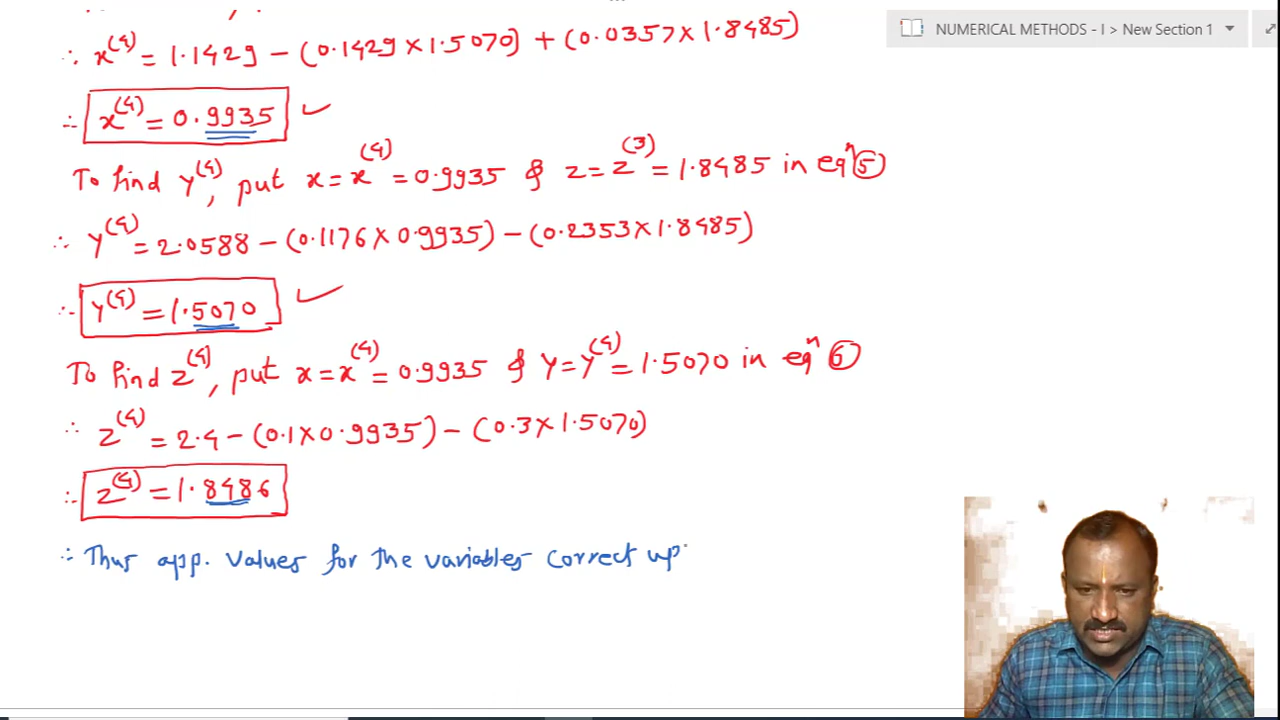 NUMERICAL METHODS - I > New Section 1
∴ x⁽⁴⁾ = 1.1429 − (0.1429 × 1.5070) + (0.0357 × 1.8485)
∴ x⁽⁴⁾ = 0.9935 ✓
To find y⁽⁴⁾, put x = x⁽⁴⁾ = 0.9935 & z = z⁽³⁾ = 1.8485 in eqⁿ ⑤
∴ y⁽⁴⁾ = 2.0588 − (0.1176 × 0.9935) − (0.2353 × 1.8485)
∴ y⁽⁴⁾ = 1.5070 ✓
To find z⁽⁴⁾, put x = x⁽⁴⁾ = 0.9935 & y = y⁽⁴⁾ = 1.5070 in eqⁿ ⑥
∴ z⁽⁴⁾ = 2.4 − (0.1 × 0.9935) − (0.3 × 1.5070)
∴ z⁽⁴⁾ = 1.8486
∴ Thus app. values for the variables correct up